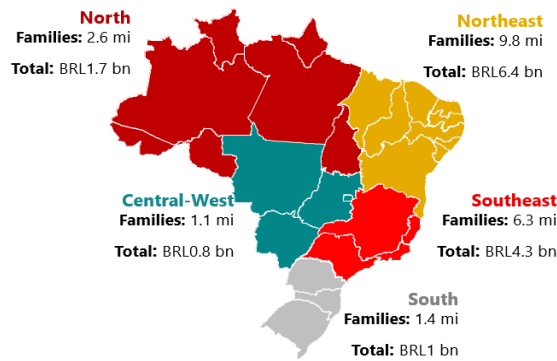 North
Families: 2.6 mi
Total: BRL1.7 bn
Northeast
Families: 9.8 mi
Total: BRL6.4 bn
Central-West
Families: 1.1 mi
Total: BRL0.8 bn
Southeast
Families: 6.3 mi
Total: BRL4.3 bn
South
Families: 1.4 mi
Total: BRL1 bn